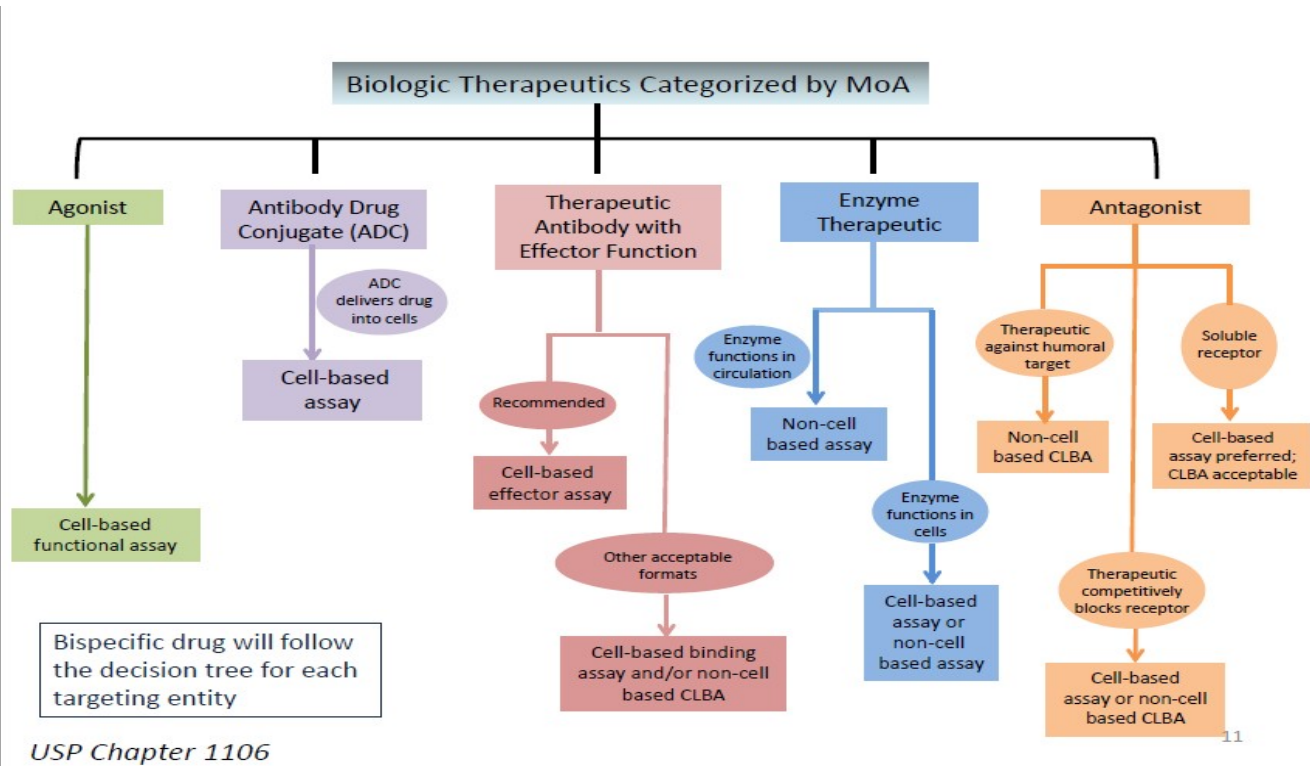 Biologic Therapeutics Categorized by MoA
Agonist
Cell-based
functional assay
Antibody Drug
Conjugate (ADC)
ADC
delivers drug
into cells
Cell-based
assay
Therapeutic
Antibody with
Effector Function
Recommended
Cell-based
effector assay
Other acceptable
formats
Cell-based binding
assay and/or non-cell
based CLBA
Enzyme
Therapeutic
Enzyme
functions in
circulation
Non-cell
based assay
Enzyme
functions in
cells
Cell-based
assay or
non-cell
based assay
Antagonist
Therapeutic
against humoral
target
Non-cell
based CLBA
Soluble
receptor
Cell-based
assay preferred;
CLBA acceptable
Therapeutic
competitively
blocks receptor
Cell-based
assay or non-cell
based CLBA
Bispecific drug will follow
the decision tree for each
targeting entity
USP Chapter 1106
11